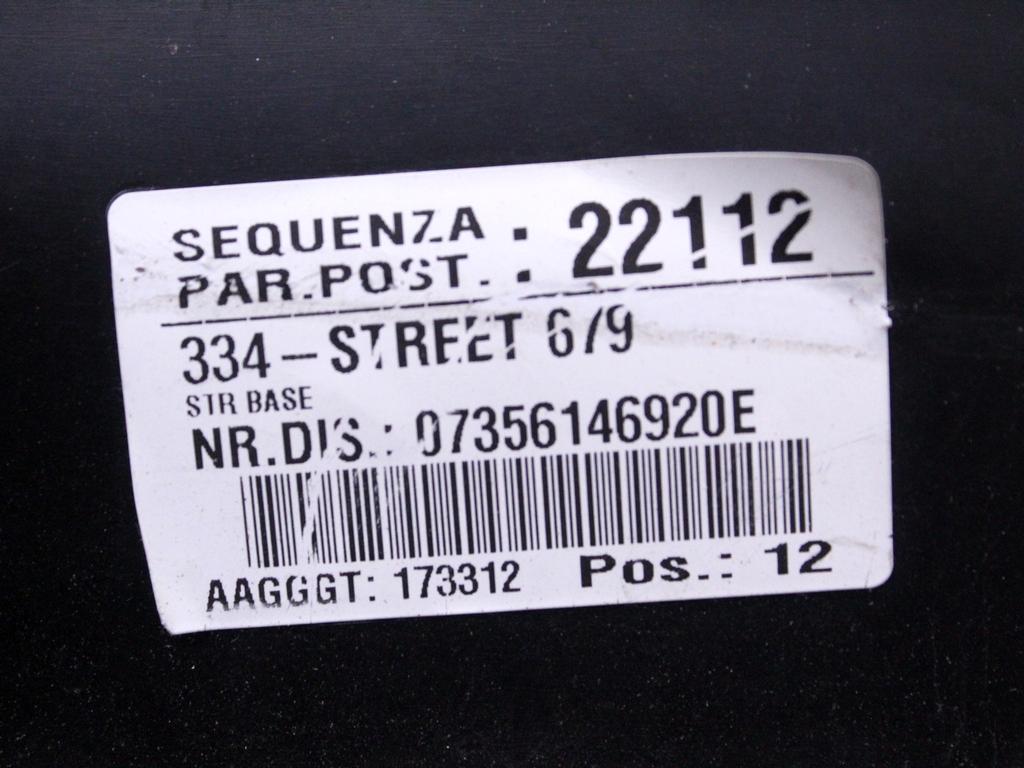 SEQUENZA
PAR.POST. : 22112
334-STREET 6/9
STR BASE
NR.DIS.: 07356146920E
AAGGGT: 173312 Pos.: 12